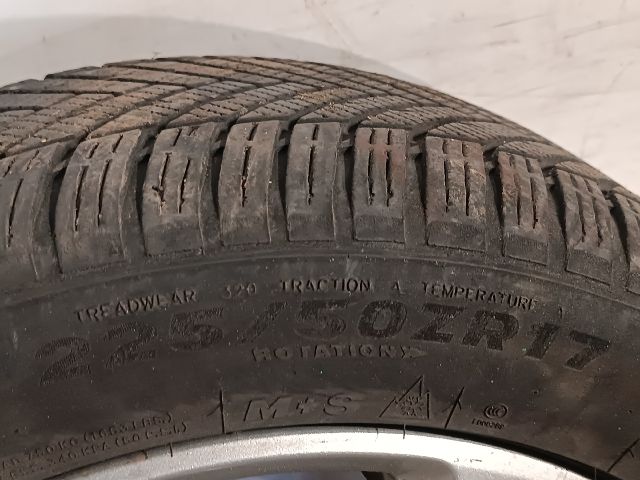 TREADWEAR 320 TRACTION A TEMPERATURE A
225/50ZR17
ROTATION
M+S